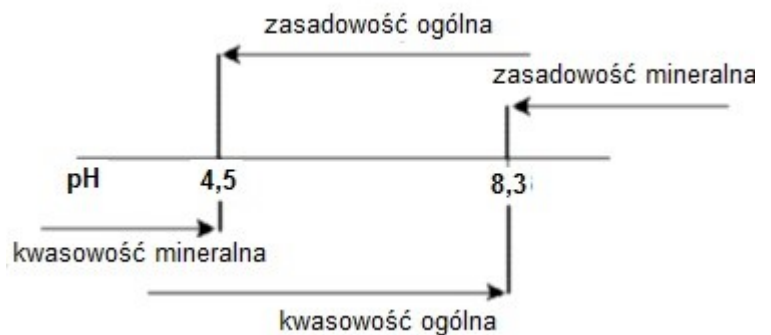 zasadowość ogólna
zasadowość mineralna
pH 4,5 8,3
kwasowość mineralna
kwasowość ogólna